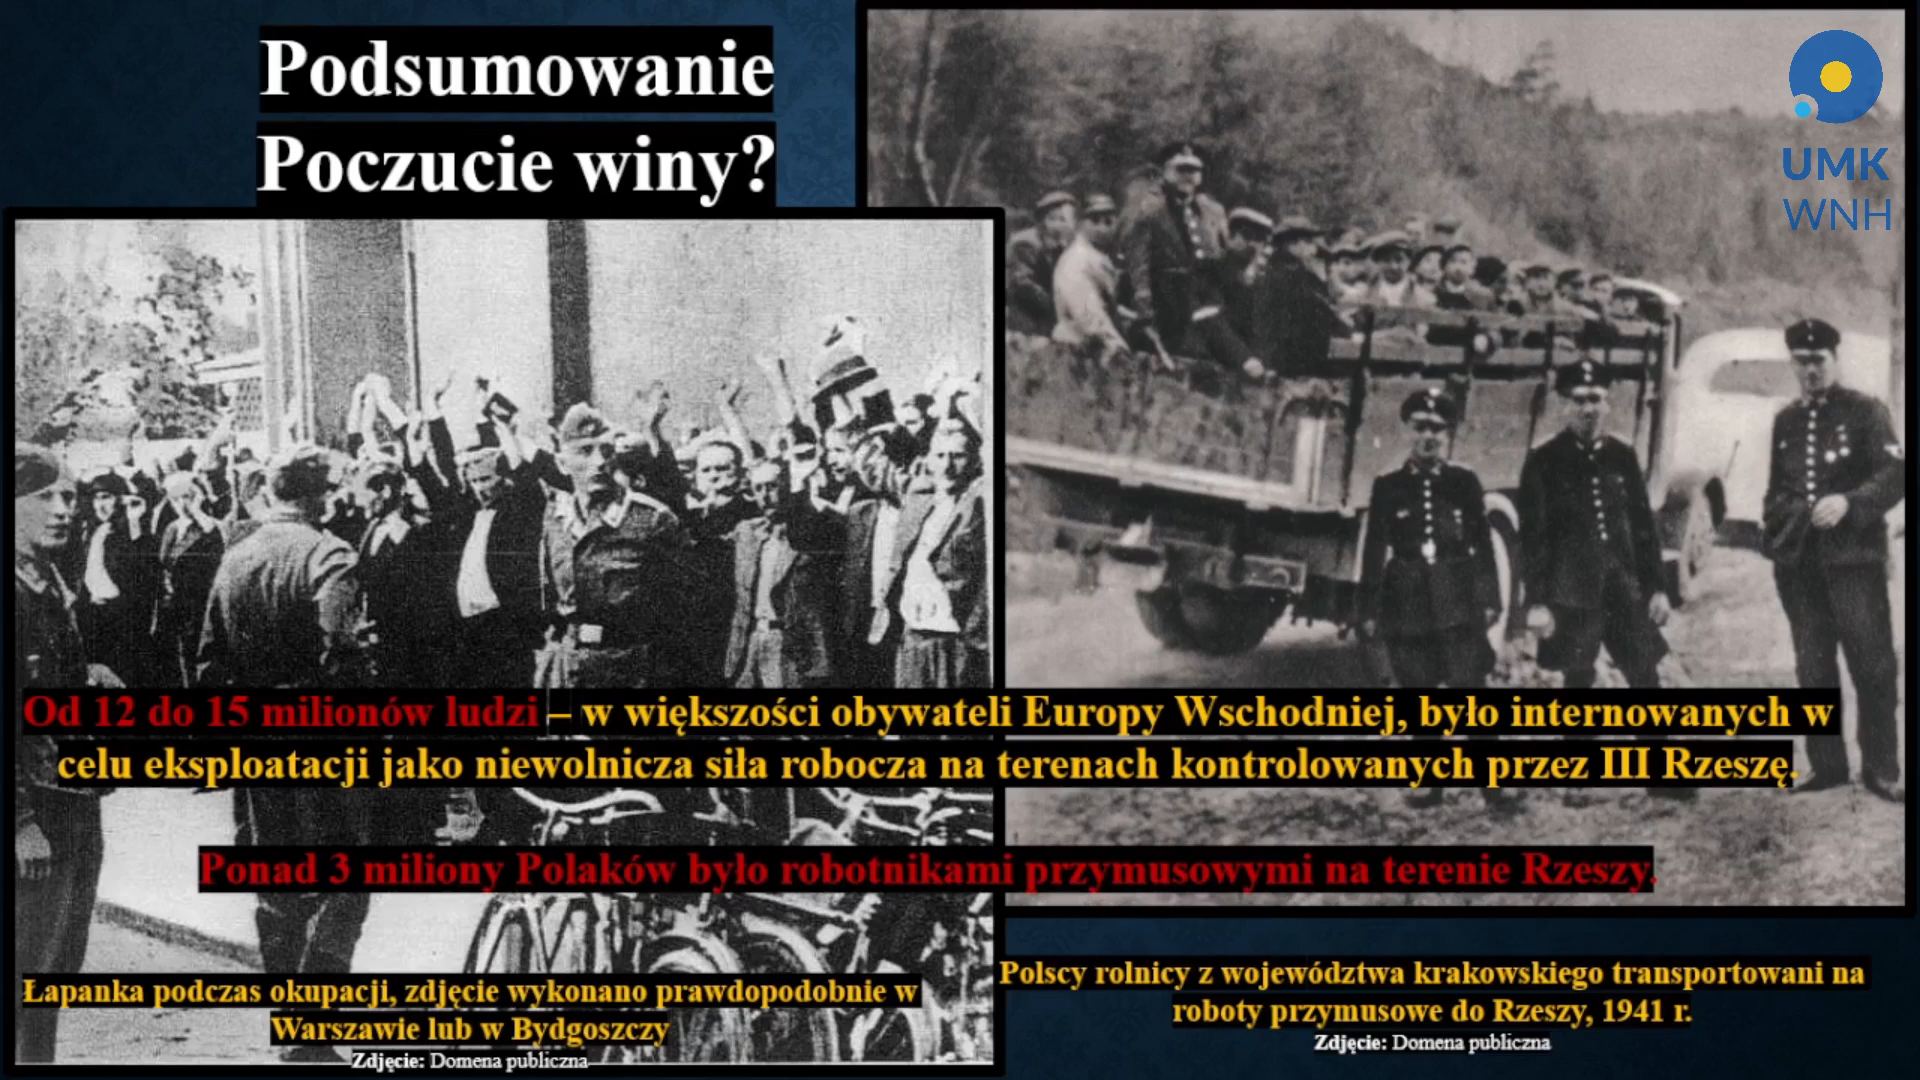 Podsumowanie
Poczucie winy?
UMK
WNH
Od 12 do 15 milionów ludzi – w większości obywateli Europy Wschodniej, było internowanych w
celu eksploatacji jako niewolnicza siła robocza na terenach kontrolowanych przez III Rzeszę.
Ponad 3 miliony Polaków było robotnikami przymusowymi na terenie Rzeszy.
Łapanka podczas okupacji, zdjęcie wykonano prawdopodobnie w
Warszawie lub w Bydgoszczy
Zdjęcie: Domena publiczna
Polscy rolnicy z województwa krakowskiego transportowani na
roboty przymusowe do Rzeszy, 1941 r.
Zdjęcie: Domena publiczna